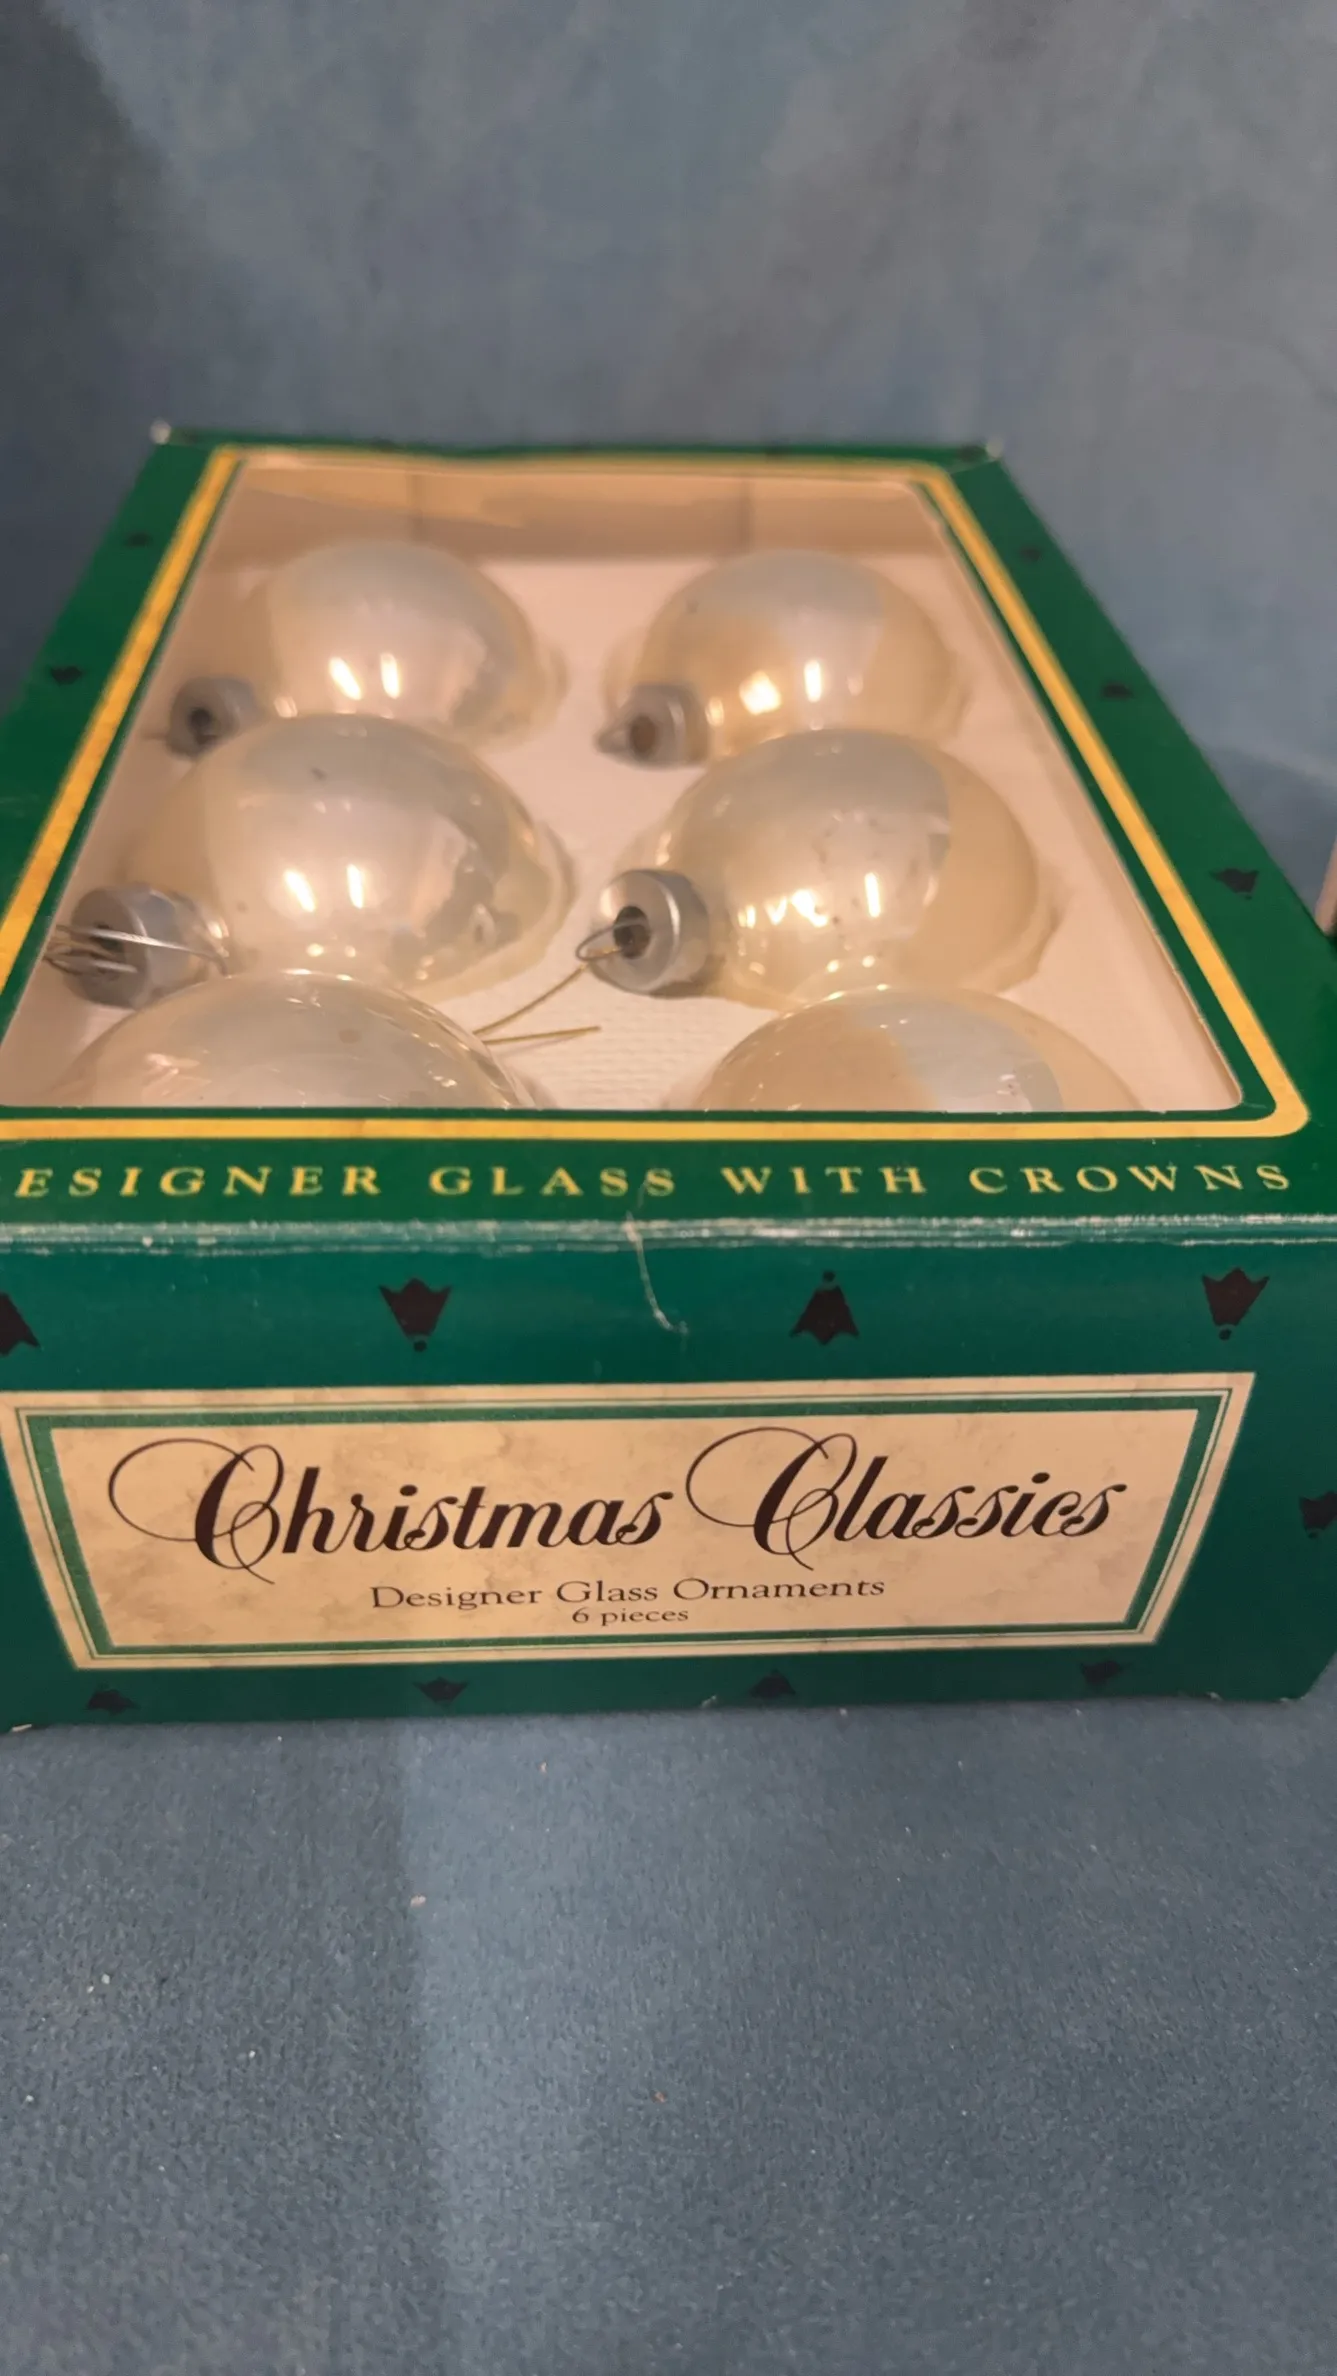 ESIGNER GLASS WITH CROWNS
Christmas Classics
Designer Glass Ornaments
6 pieces